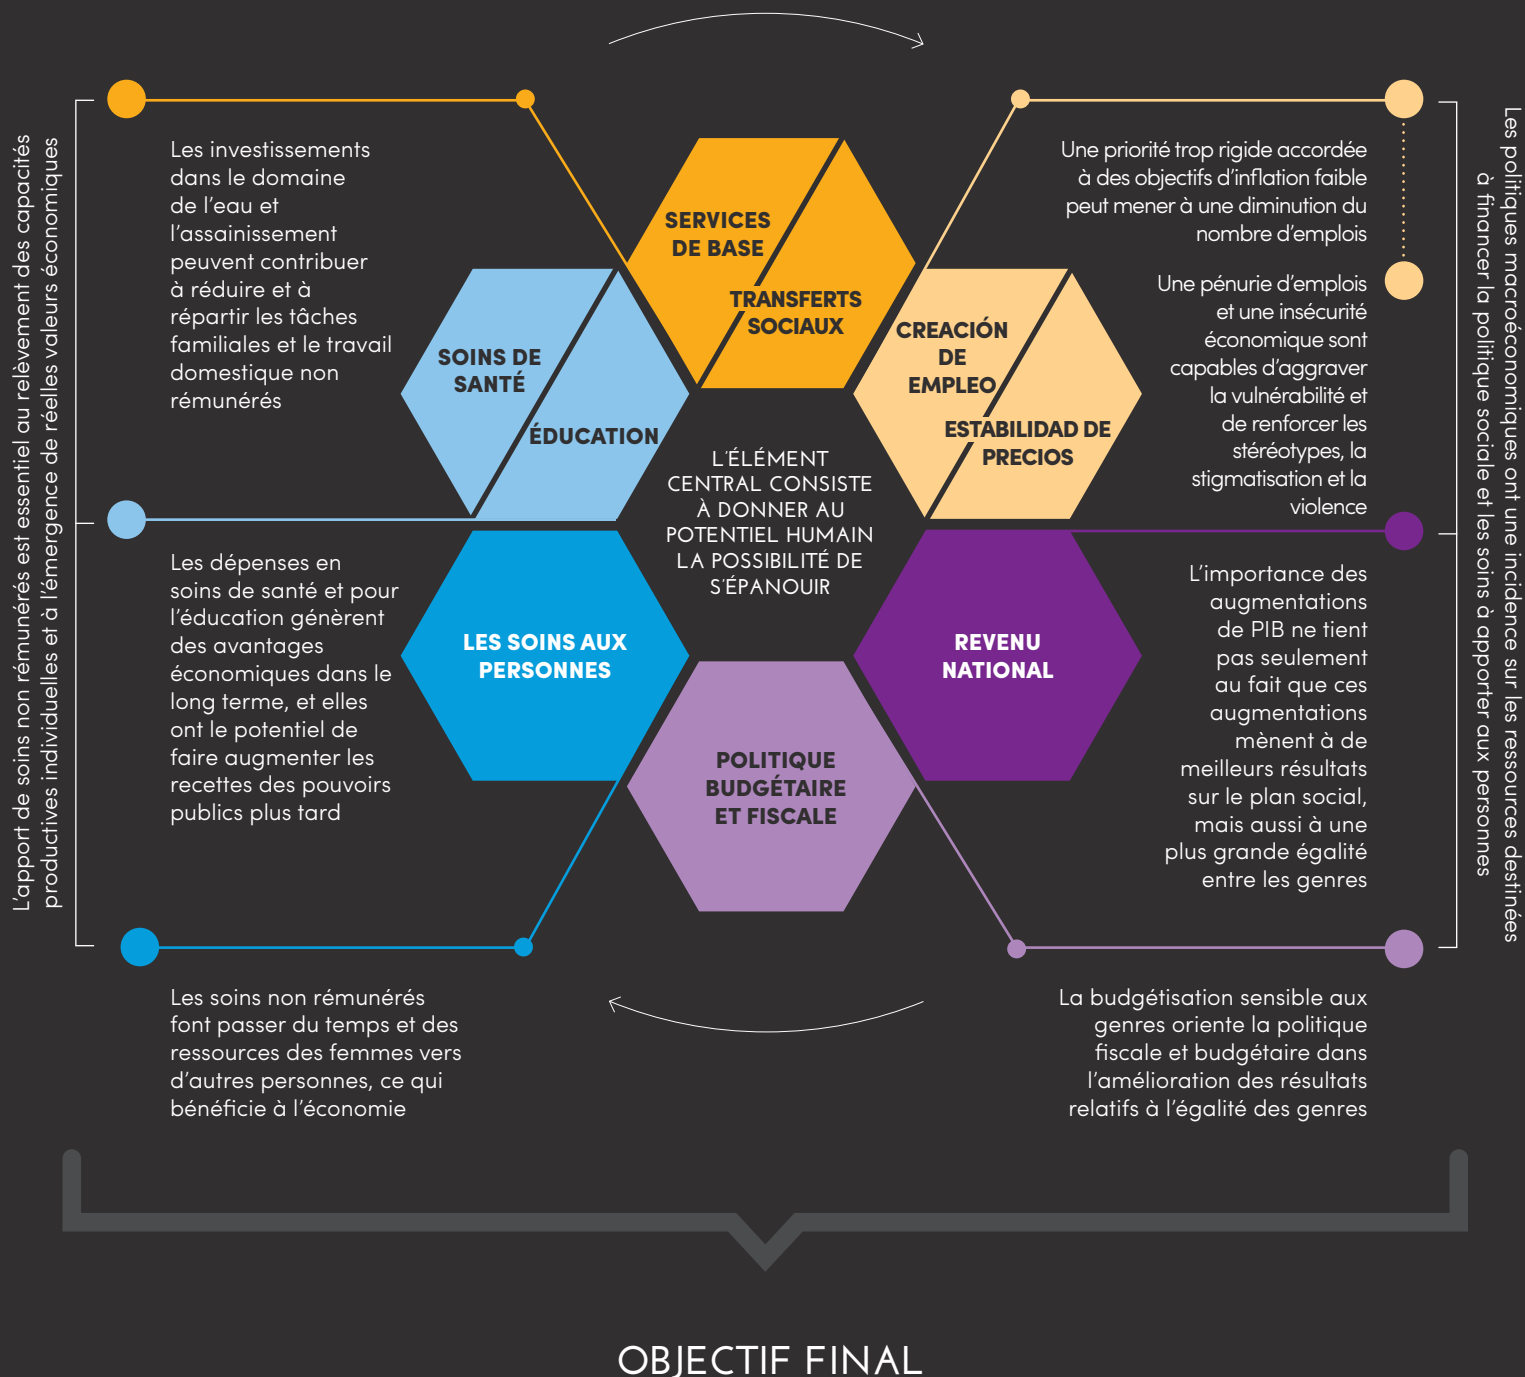 L'apport de soins non rémunérés est essentiel au relèvement des capacités
productives individuelles et à l'émergence de réelles valeurs économiques
Les investissements
dans le domaine
de l'eau et
l'assainissement
peuvent contribuer
à réduire et à
répartir les tâches
familiales et le travail
domestique non
rémunérés
Les dépenses en
soins de santé et pour
l'éducation génèrent
des avantages
économiques dans le
long terme, et elles
ont le potentiel de
faire augmenter les
recettes des pouvoirs
publics plus tard
Les soins non rémunérés
font passer du temps et des
ressources des femmes vers
d'autres personnes, ce qui
bénéficie à l'économie
SERVICES
DE BASE
TRANSFERTS
SOCIAUX
SOINS DE
SANTÉ
ÉDUCATION
CREACIÓN
DE
EMPLEO
ESTABILIDAD DE
PRECIOS
L'ÉLÉMENT
CENTRAL CONSISTE
À DONNER AU
POTENTIEL HUMAIN
LA POSSIBILITÉ DE
S'ÉPANOUIR
LES SOINS AUX
PERSONNES
REVENU
NATIONAL
POLITIQUE
BUDGÉTAIRE
ET FISCALE
Une priorité trop rigide accordée
à des objectifs d'inflation faible
peut mener à une diminution du
nombre d'emplois
Une pénurie d'emplois
et une insécurité
économique sont
capables d'aggraver
la vulnérabilité et
de renforcer les
stéréotypes, la
stigmatisation et la
violence
L'importance des
augmentations
de PIB ne tient
pas seulement
au fait que ces
augmentations
mènent à de
meilleurs résultats
sur le plan social,
mais aussi à une
plus grande égalité
entre les genres
La budgétisation sensible aux
genres oriente la politique
fiscale et budgétaire dans
l'amélioration des résultats
relatifs à l'égalité des genres
Les politiques macroéconomiques ont une incidence sur les ressources destinées
à financer la politique sociale et les soins à apporter aux personnes
OBJECTIF FINAL